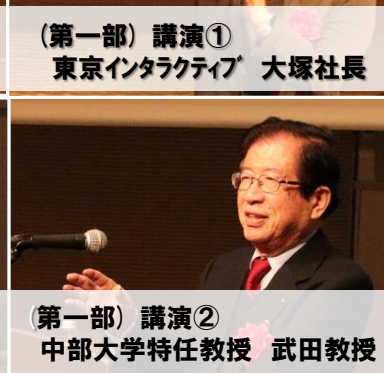 (第一部) 講演①
東京インタラクティブ 大塚社長
(第一部) 講演②
中部大学特任教授 武田教授